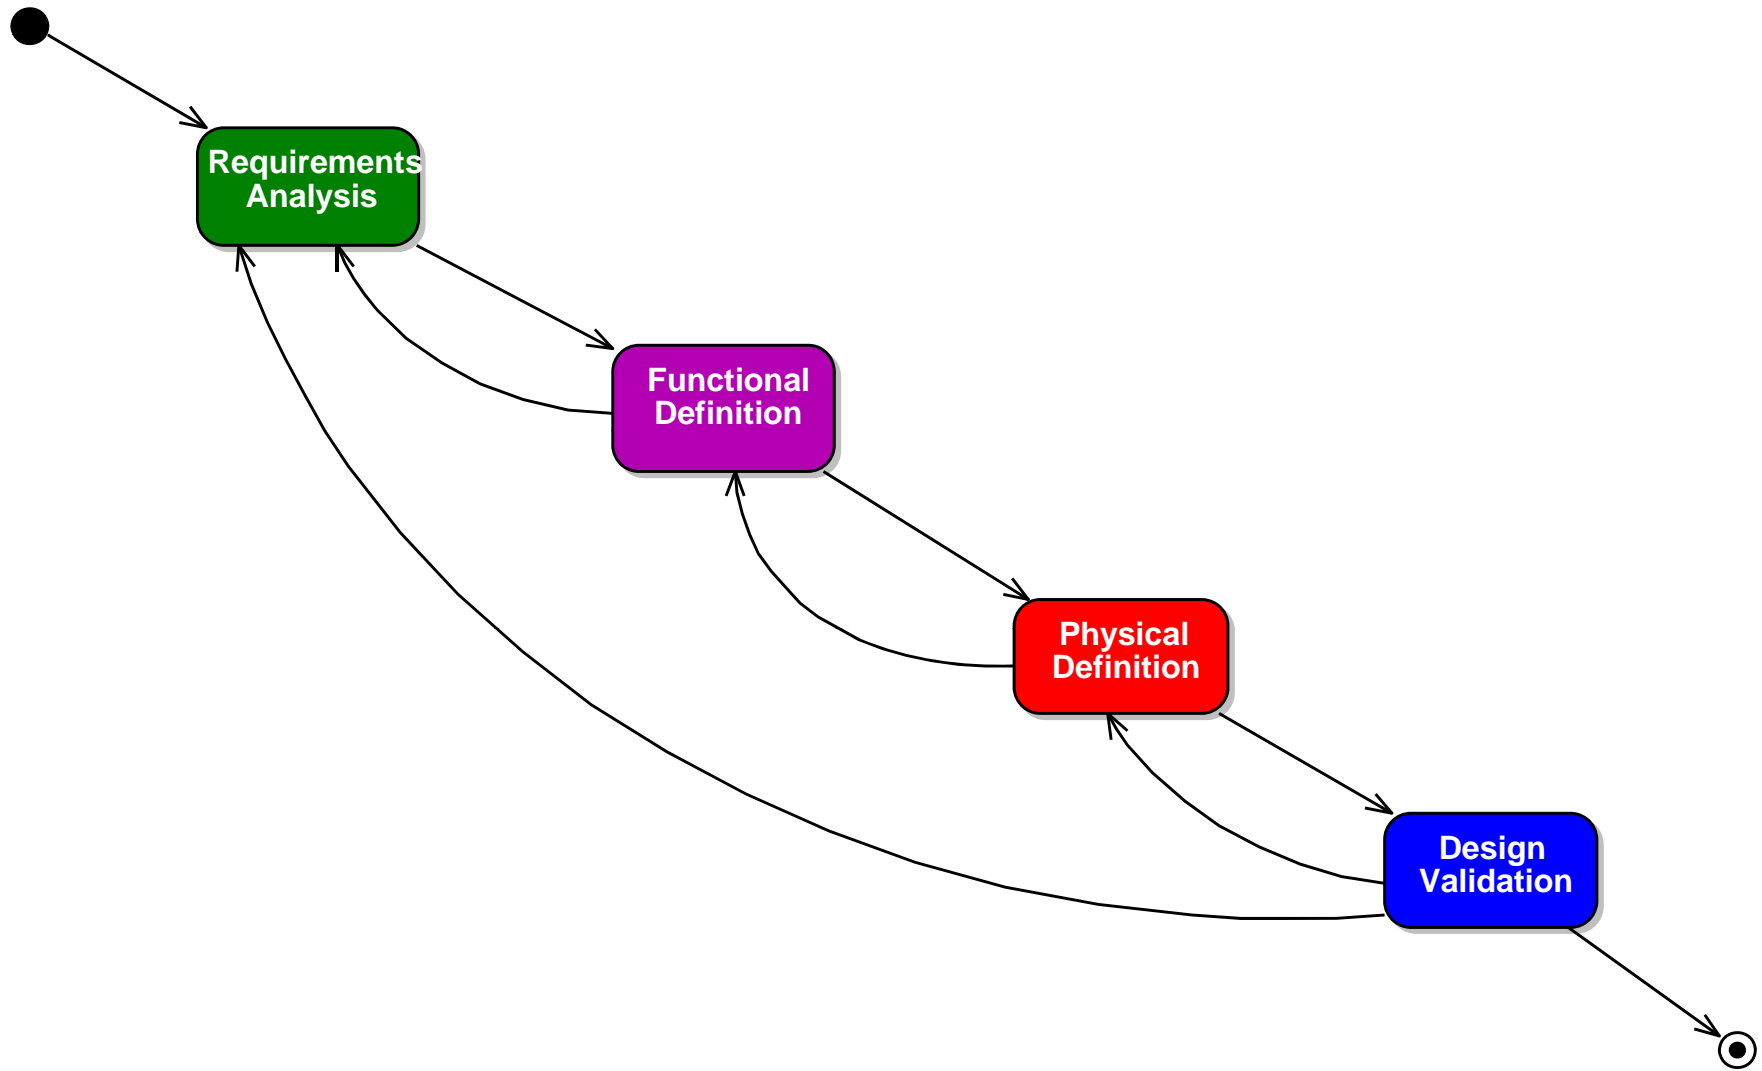 Requirements
Analysis
Functional
Definition
Physical
Definition
Design
Validation